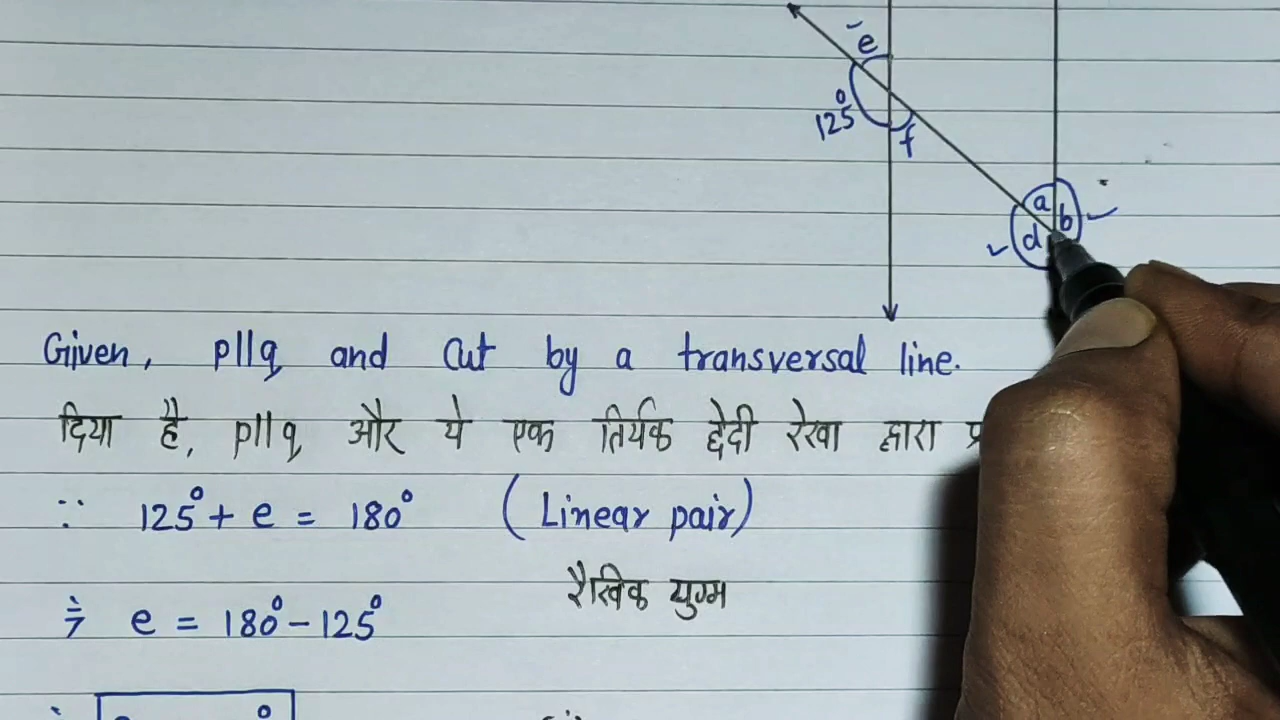 e
125°
f
a
b
d
Given, p||q, and cut by a transversal line.
दिया है, p||q, और ये एक तिर्यक छेदी रेखा द्वारा
∵ 125° + e = 180° (Linear pair)
रैखिक युग्म
⇒ e = 180° - 125°